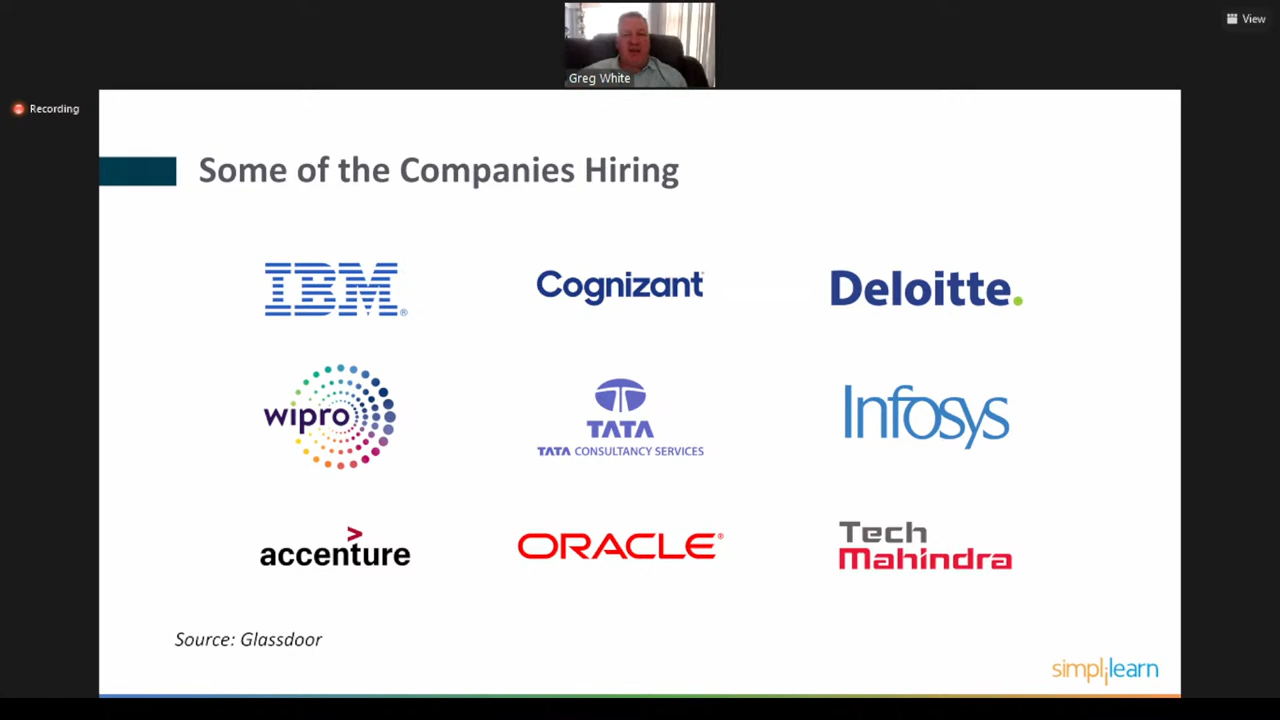 View
Greg White
Recording
Some of the Companies Hiring
IBM®
Cognizant
Deloitte.
wipro
TATA
TATA CONSULTANCY SERVICES
Infosys
accenture
ORACLE®
Tech
Mahindra
Source: Glassdoor
simplilearn